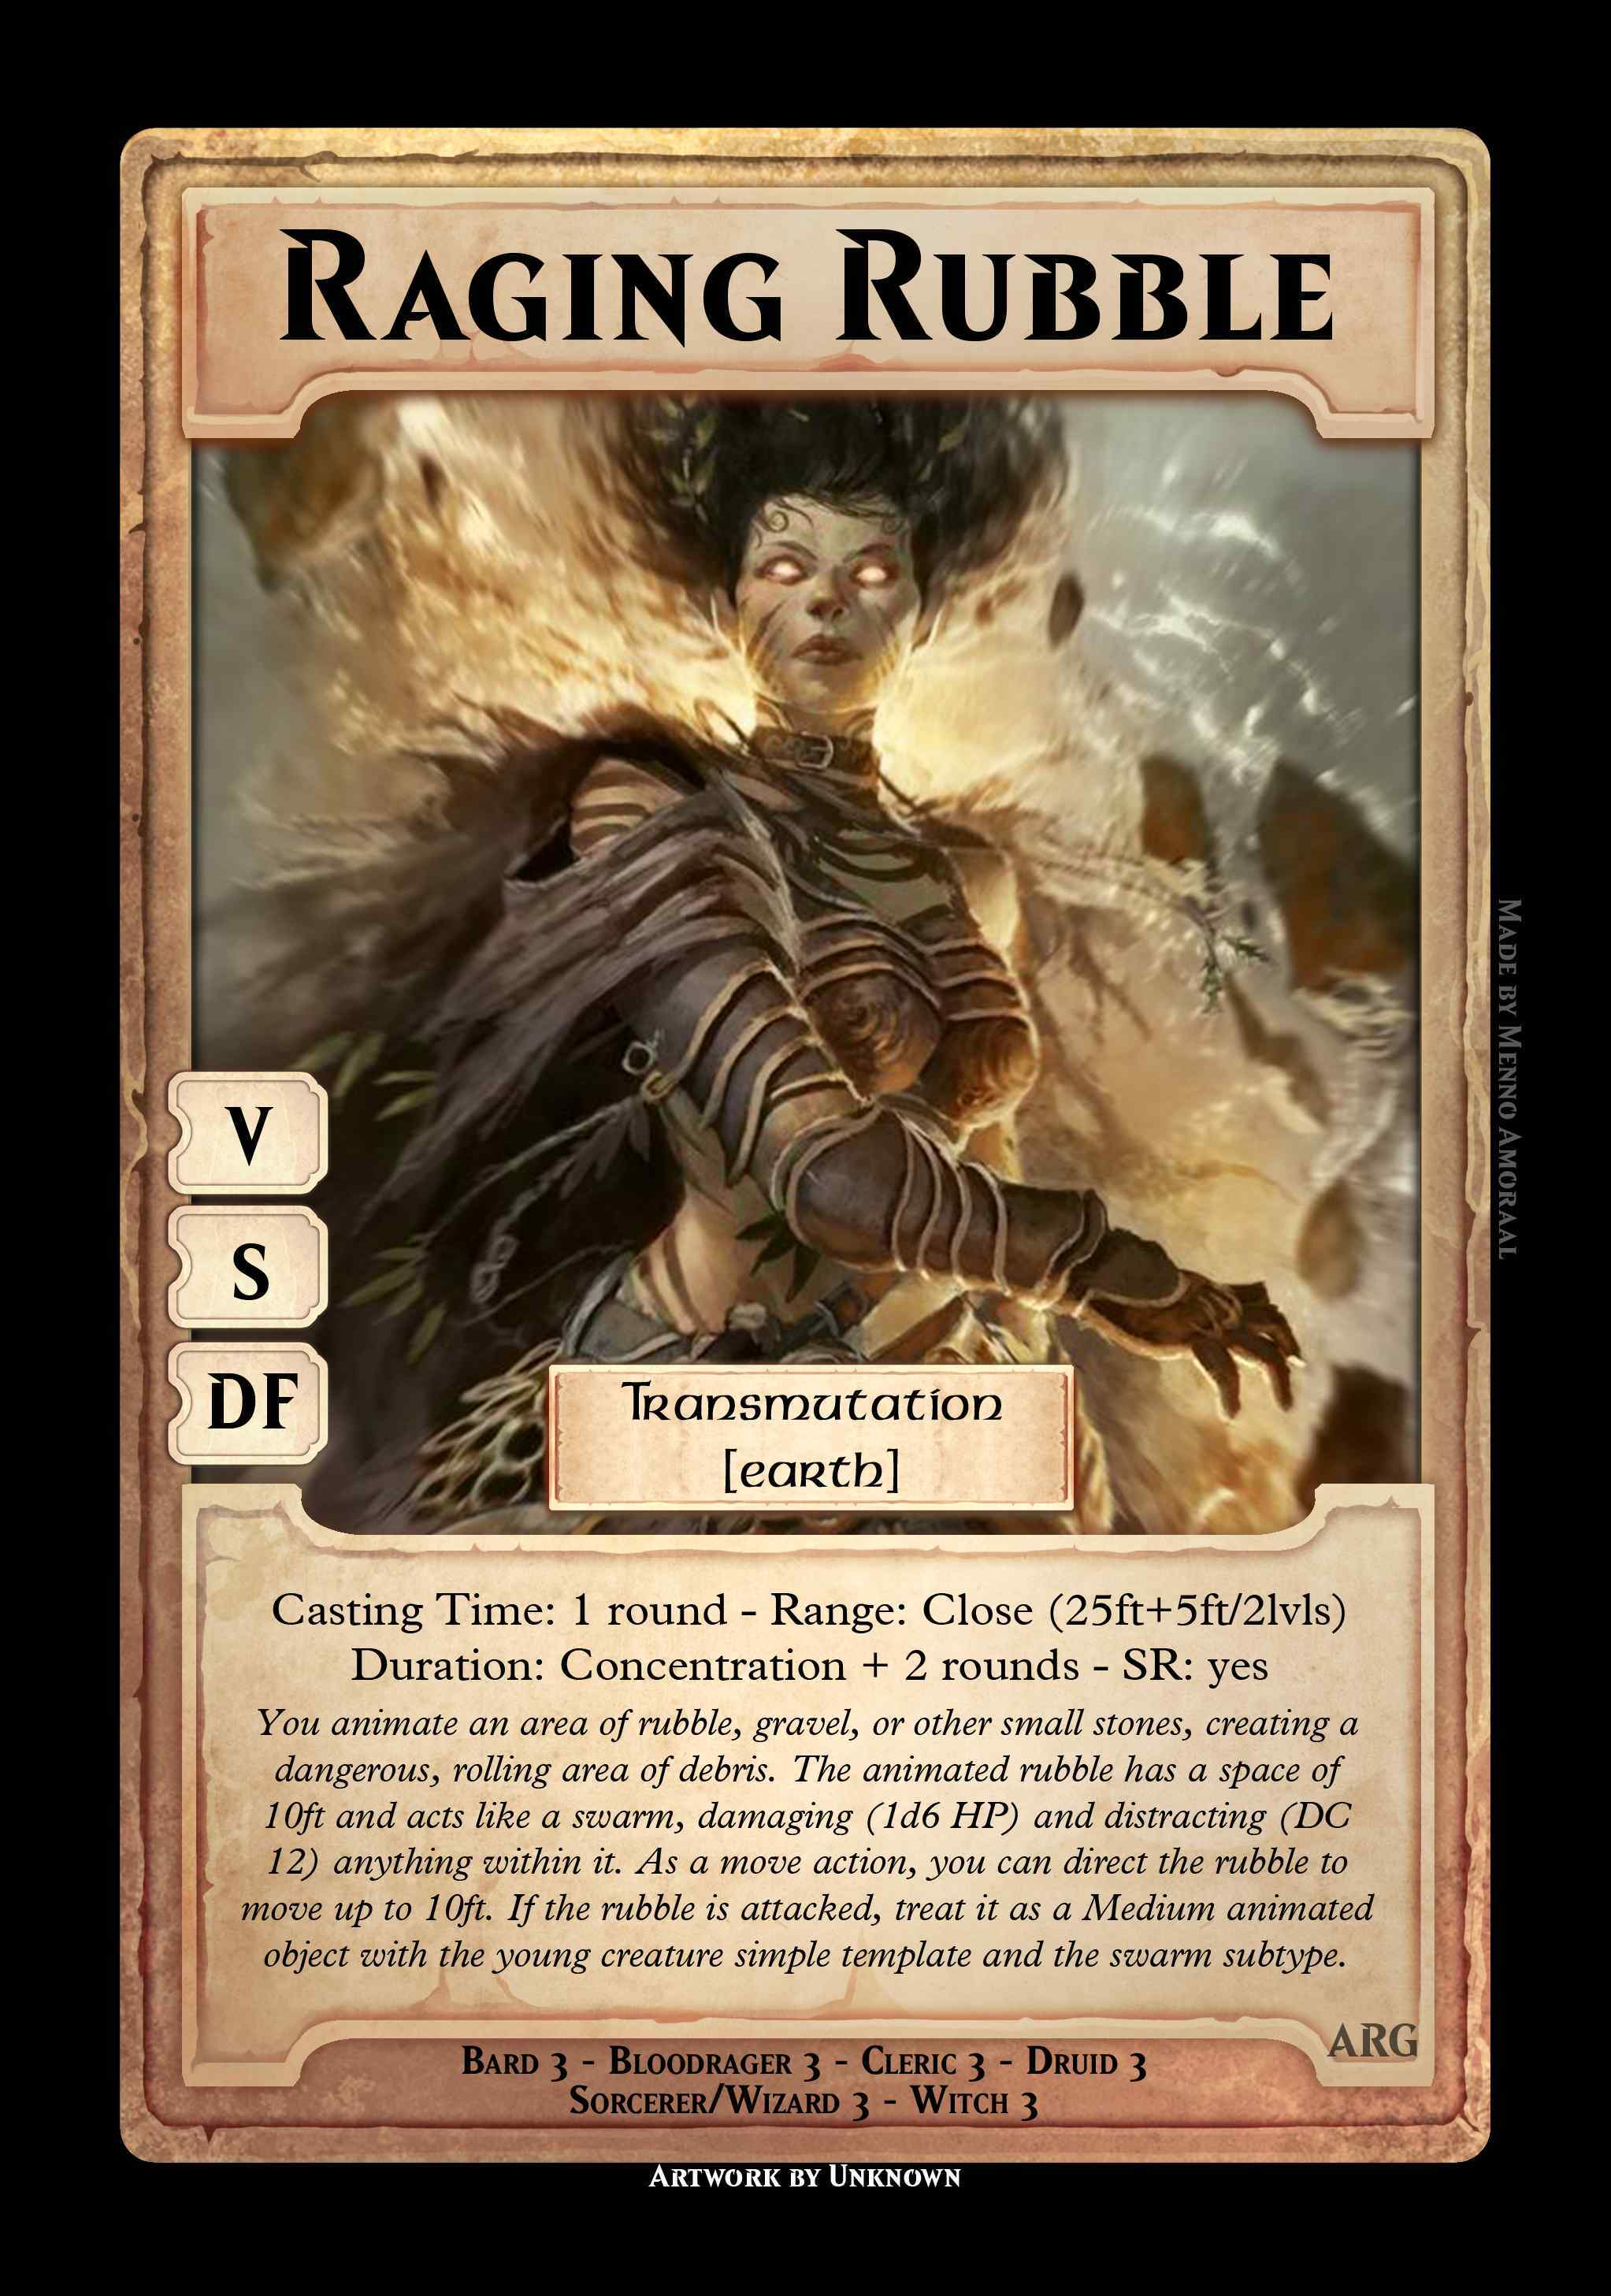 Raging Rubble
V
S
DF
Transmutation
[earth]
Casting Time: 1 round - Range: Close (25ft+5ft/2lvls)
Duration: Concentration + 2 rounds - SR: yes
You animate an area of rubble, gravel, or other small stones, creating a
dangerous, rolling area of debris. The animated rubble has a space of
10ft and acts like a swarm, damaging (1d6 HP) and distracting (DC
12) anything within it. As a move action, you can direct the rubble to
move up to 10ft. If the rubble is attacked, treat it as a Medium animated
object with the young creature simple template and the swarm subtype.
ARG
Bard 3 - Bloodrager 3 - Cleric 3 - Druid 3
Sorcerer/Wizard 3 - Witch 3
Artwork by Unknown
Made by Menno Amoraal